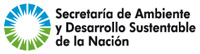 Secretaría de Ambiente
y Desarrollo Sustentable
de la Nación